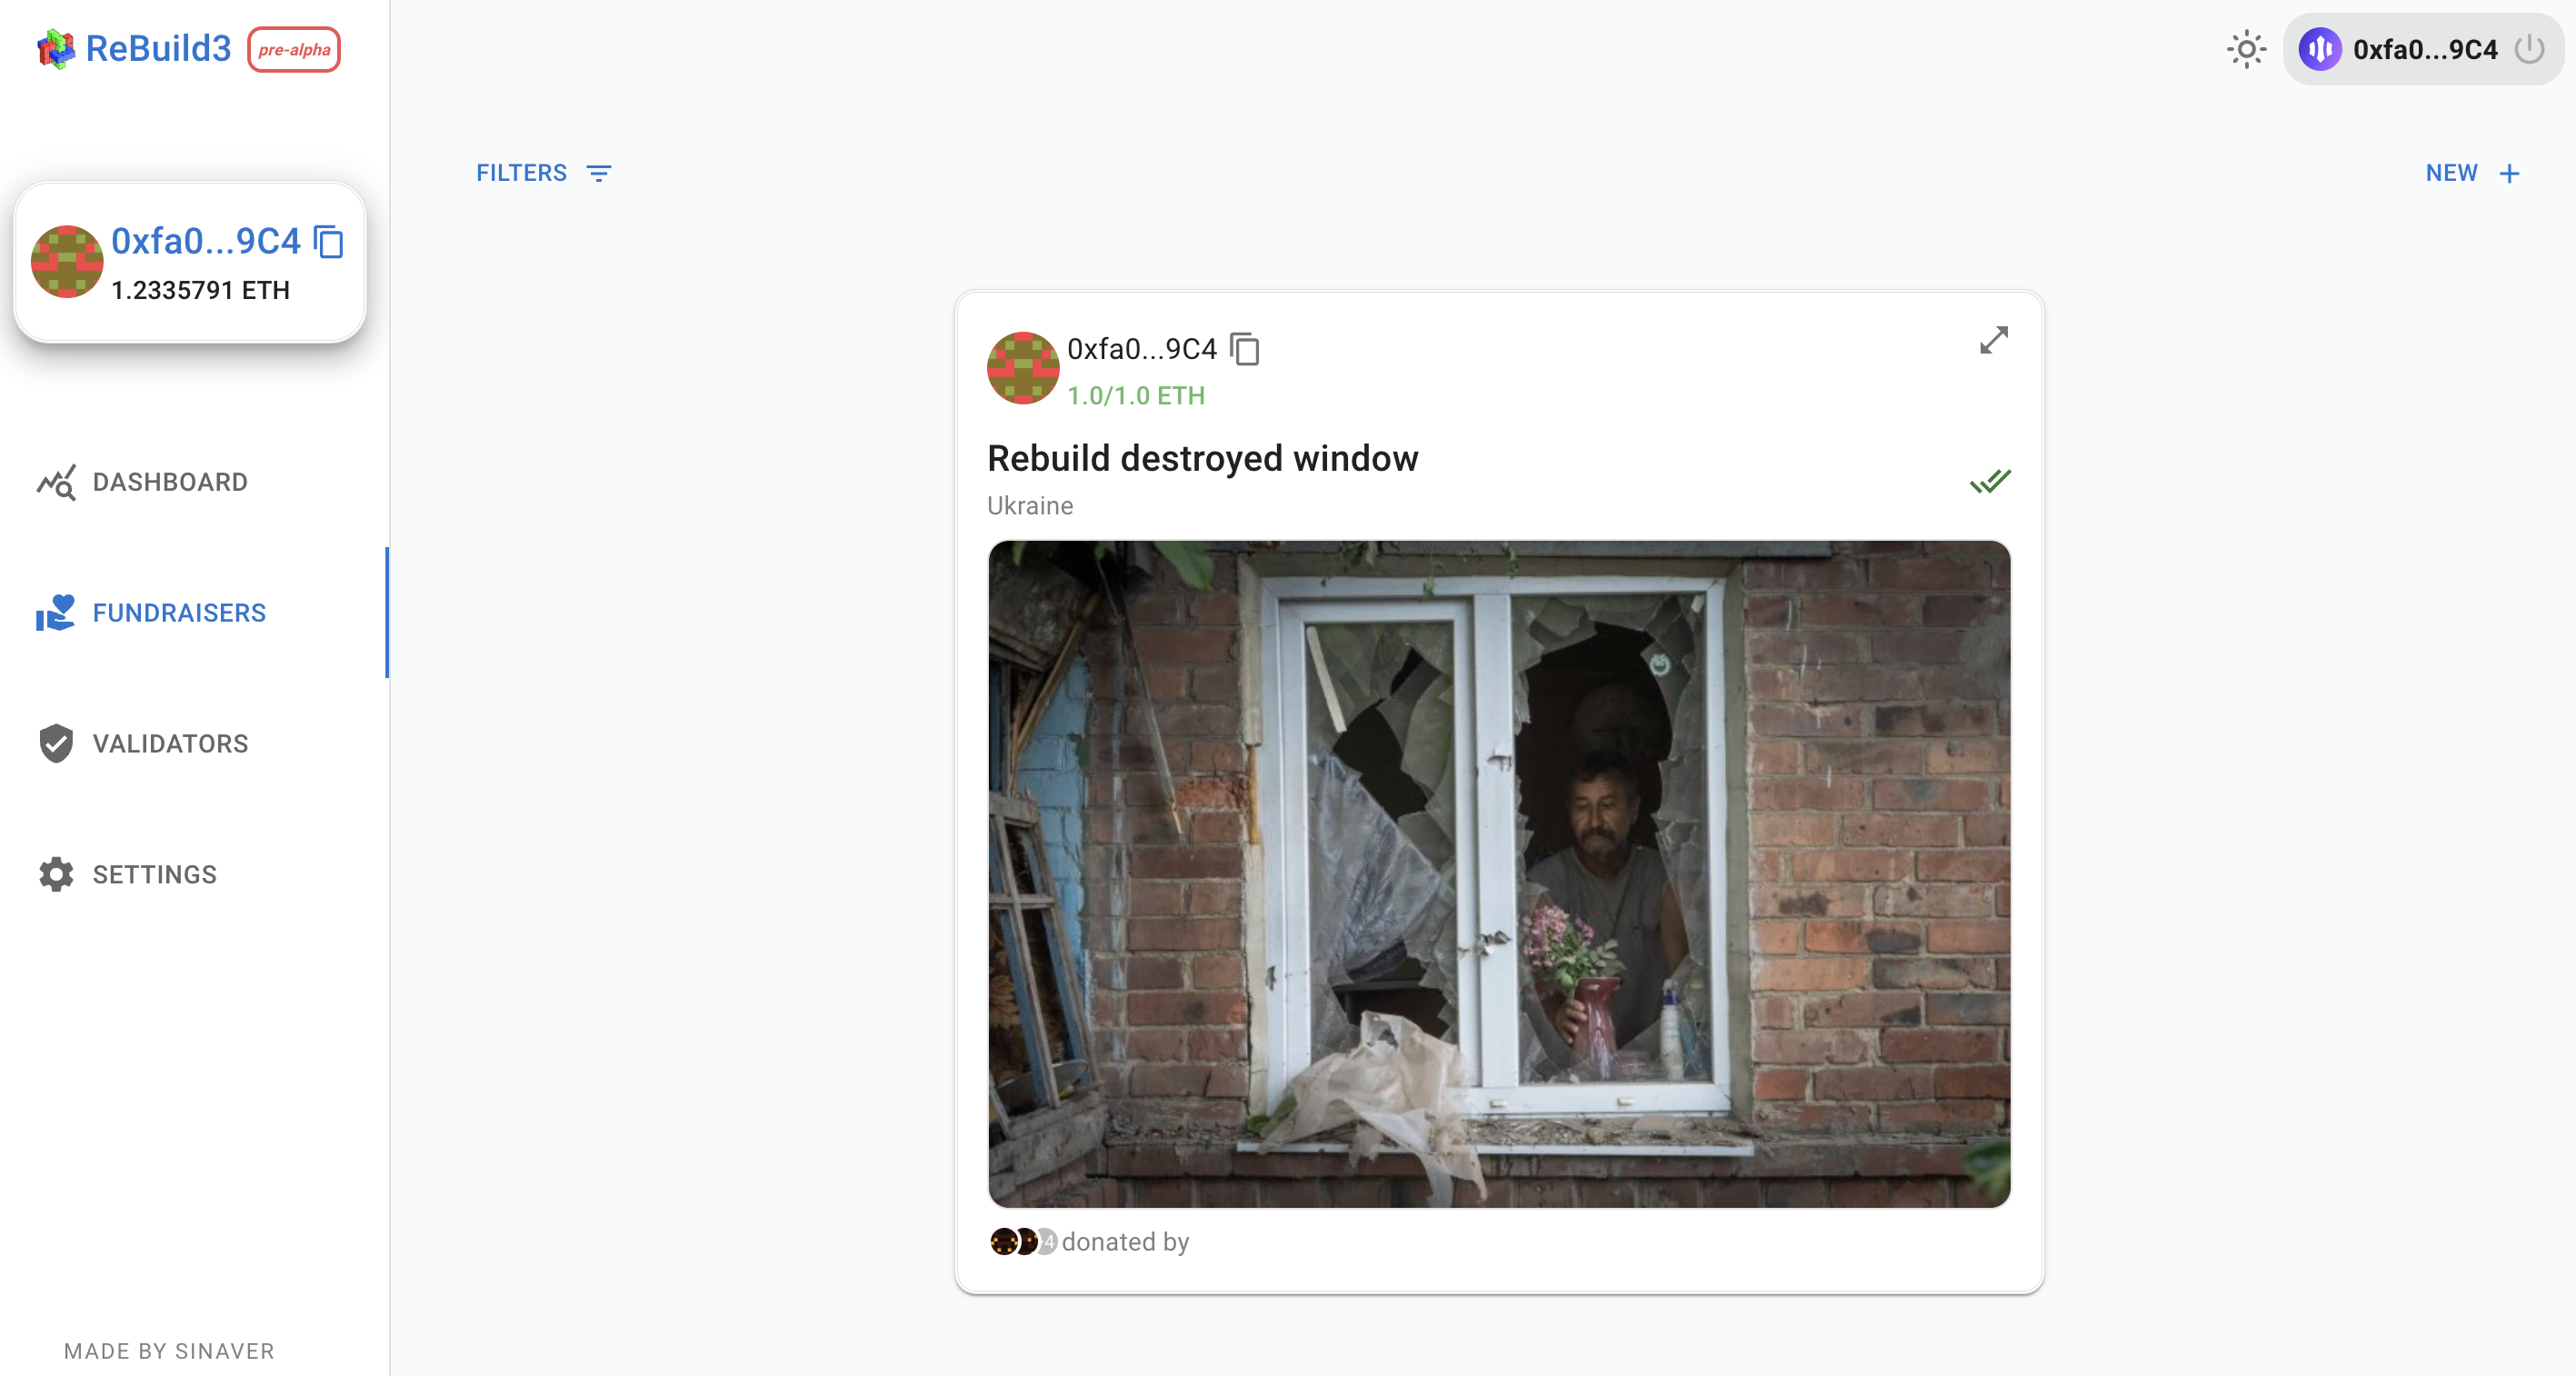 ReBuild3 pre-alpha
0xfa0...9C4
0xfa0...9C4
1.2335791 ETH
DASHBOARD
FUNDRAISERS
VALIDATORS
SETTINGS
MADE BY SINAVER
FILTERS
NEW
0xfa0...9C4
1.0/1.0 ETH
Rebuild destroyed window
Ukraine
+4 donated by